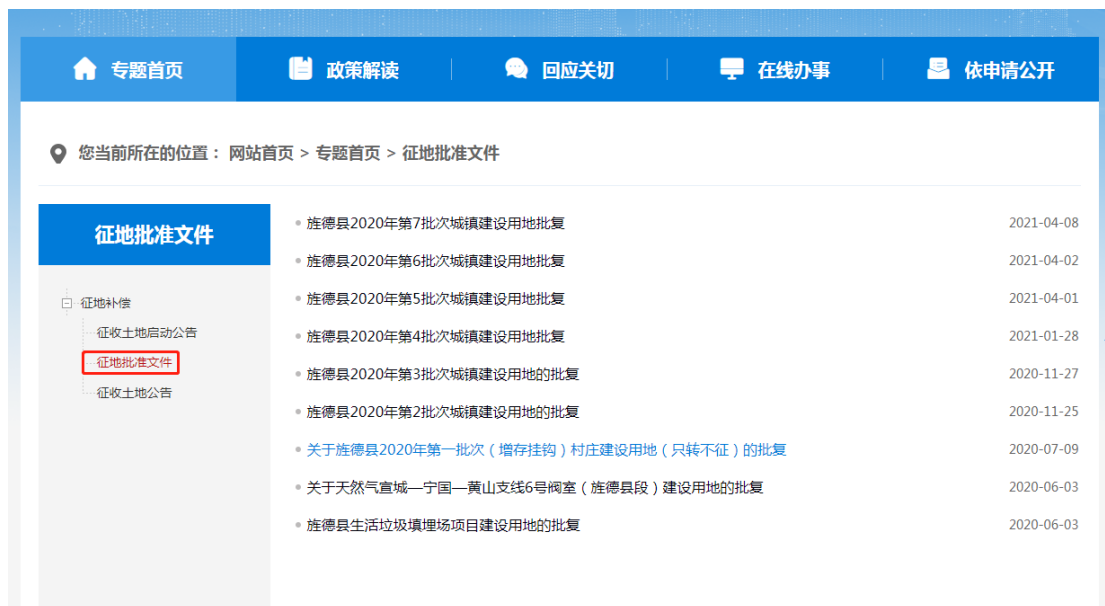 专题首页 政策解读 回应关切 在线办事 依申请公开
您当前所在的位置： 网站首页 > 专题首页 > 征地批准文件
征地批准文件
征地补偿
征收土地启动公告
征地批准文件
征收土地公告
旌德县2020年第7批次城镇建设用地批复 2021-04-08
旌德县2020年第6批次城镇建设用地批复 2021-04-02
旌德县2020年第5批次城镇建设用地批复 2021-04-01
旌德县2020年第4批次城镇建设用地批复 2021-01-28
旌德县2020年第3批次城镇建设用地的批复 2020-11-27
旌德县2020年第2批次城镇建设用地的批复 2020-11-25
关于旌德县2020年第一批次（增存挂钩）村庄建设用地（只转不征）的批复 2020-07-09
关于天然气宣城—宁国—黄山支线6号阀室（旌德县段）建设用地的批复 2020-06-03
旌德县生活垃圾填埋场项目建设用地的批复 2020-06-03